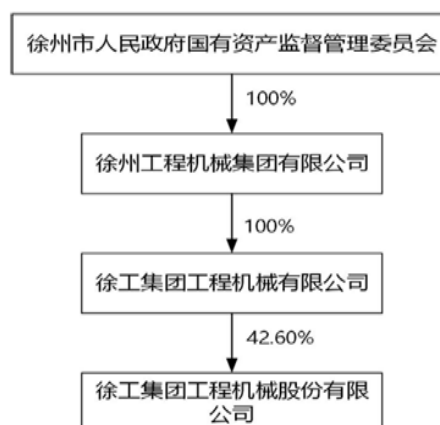 徐州市人民政府国有资产监督管理委员会
100%
徐州工程机械集团有限公司
100%
徐工集团工程机械有限公司
42.60%
徐工集团工程机械股份有限
公司